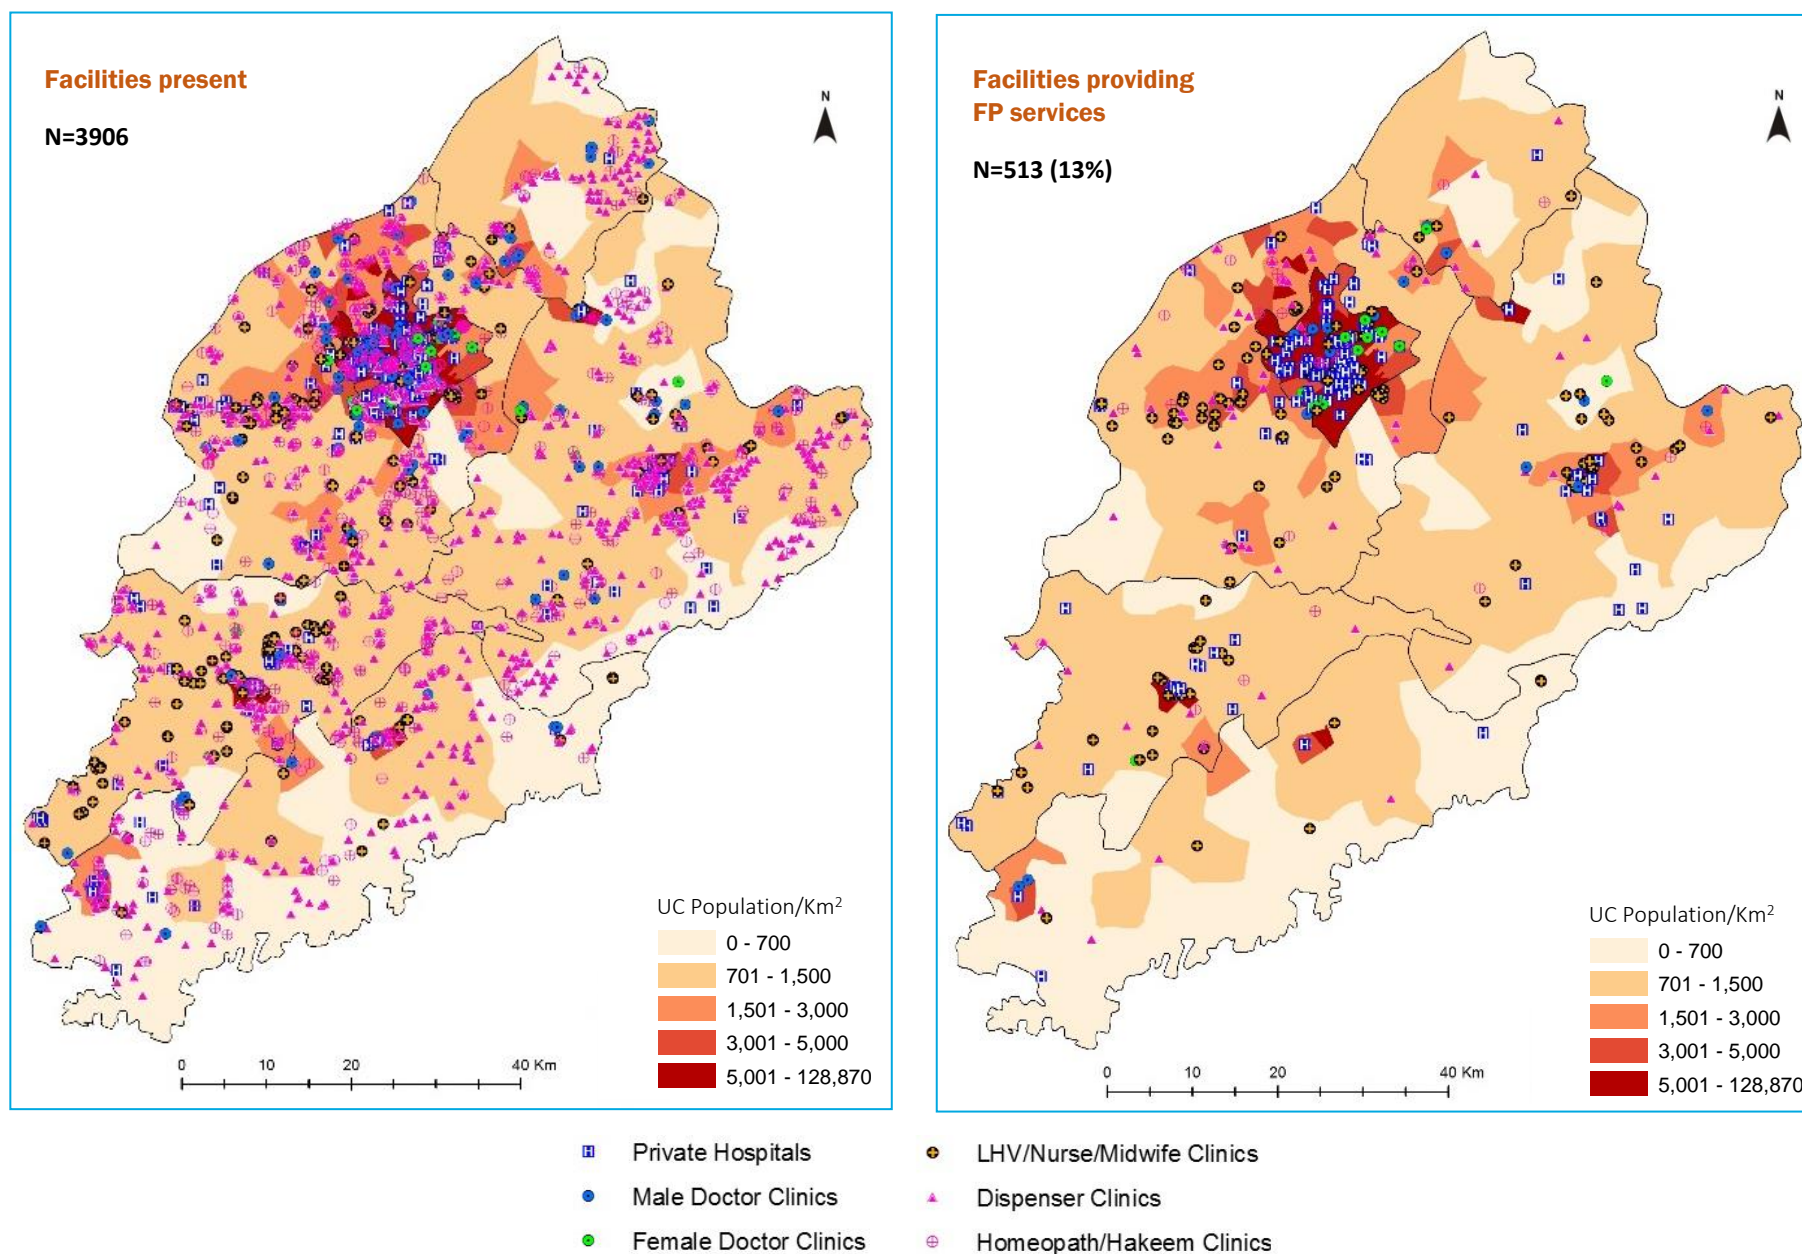 Facilities present
N=3906
N
UC Population/Km²
0 - 700
701 - 1,500
1,501 - 3,000
3,001 - 5,000
5,001 - 128,870
0 10 20 40 Km
Facilities providing
FP services
N=513 (13%)
N
UC Population/Km²
0 - 700
701 - 1,500
1,501 - 3,000
3,001 - 5,000
5,001 - 128,870
0 10 20 40 Km
H Private Hospitals
Male Doctor Clinics
Female Doctor Clinics
LHV/Nurse/Midwife Clinics
Dispenser Clinics
Homeopath/Hakeem Clinics